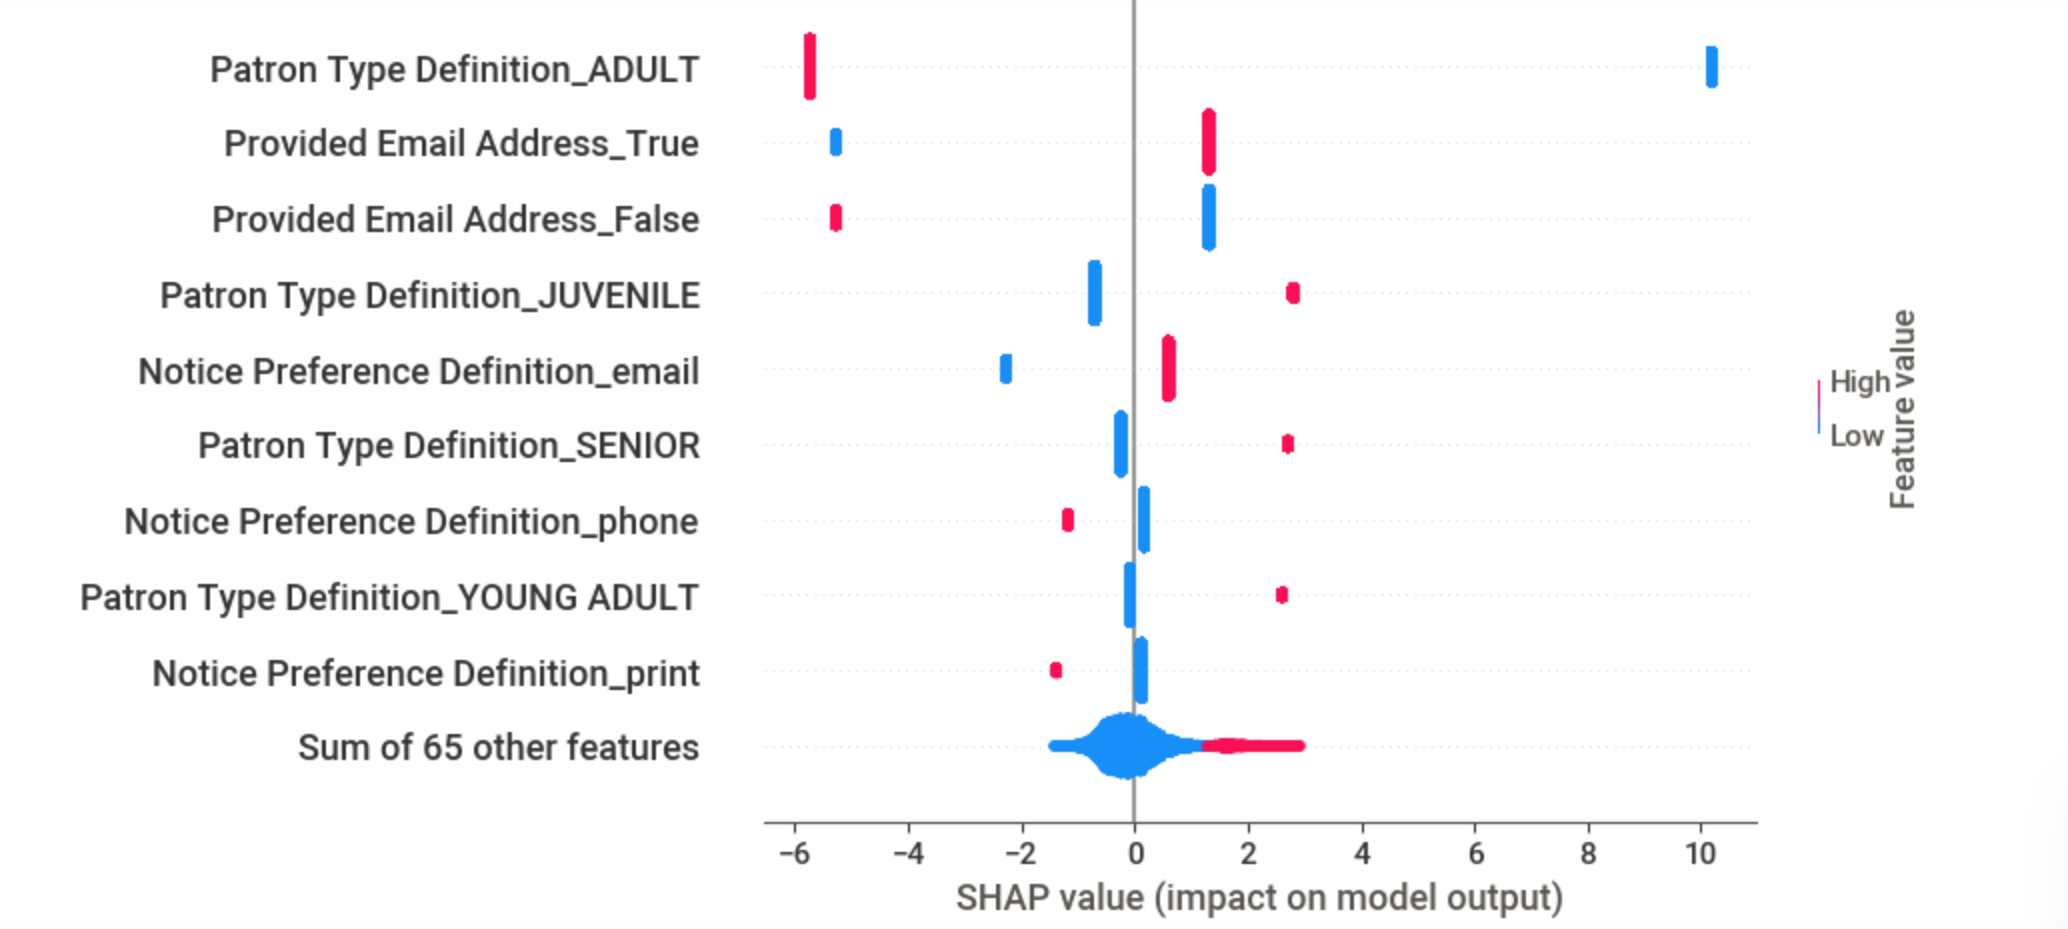 Patron Type Definition_ADULT
Provided Email Address_True
Provided Email Address_False
Patron Type Definition_JUVENILE
Notice Preference Definition_email
Patron Type Definition_SENIOR
Notice Preference Definition_phone
Patron Type Definition_YOUNG ADULT
Notice Preference Definition_print
Sum of 65 other features
−6 −4 −2 0 2 4 6 8 10
SHAP value (impact on model output)
High
Low
Feature value